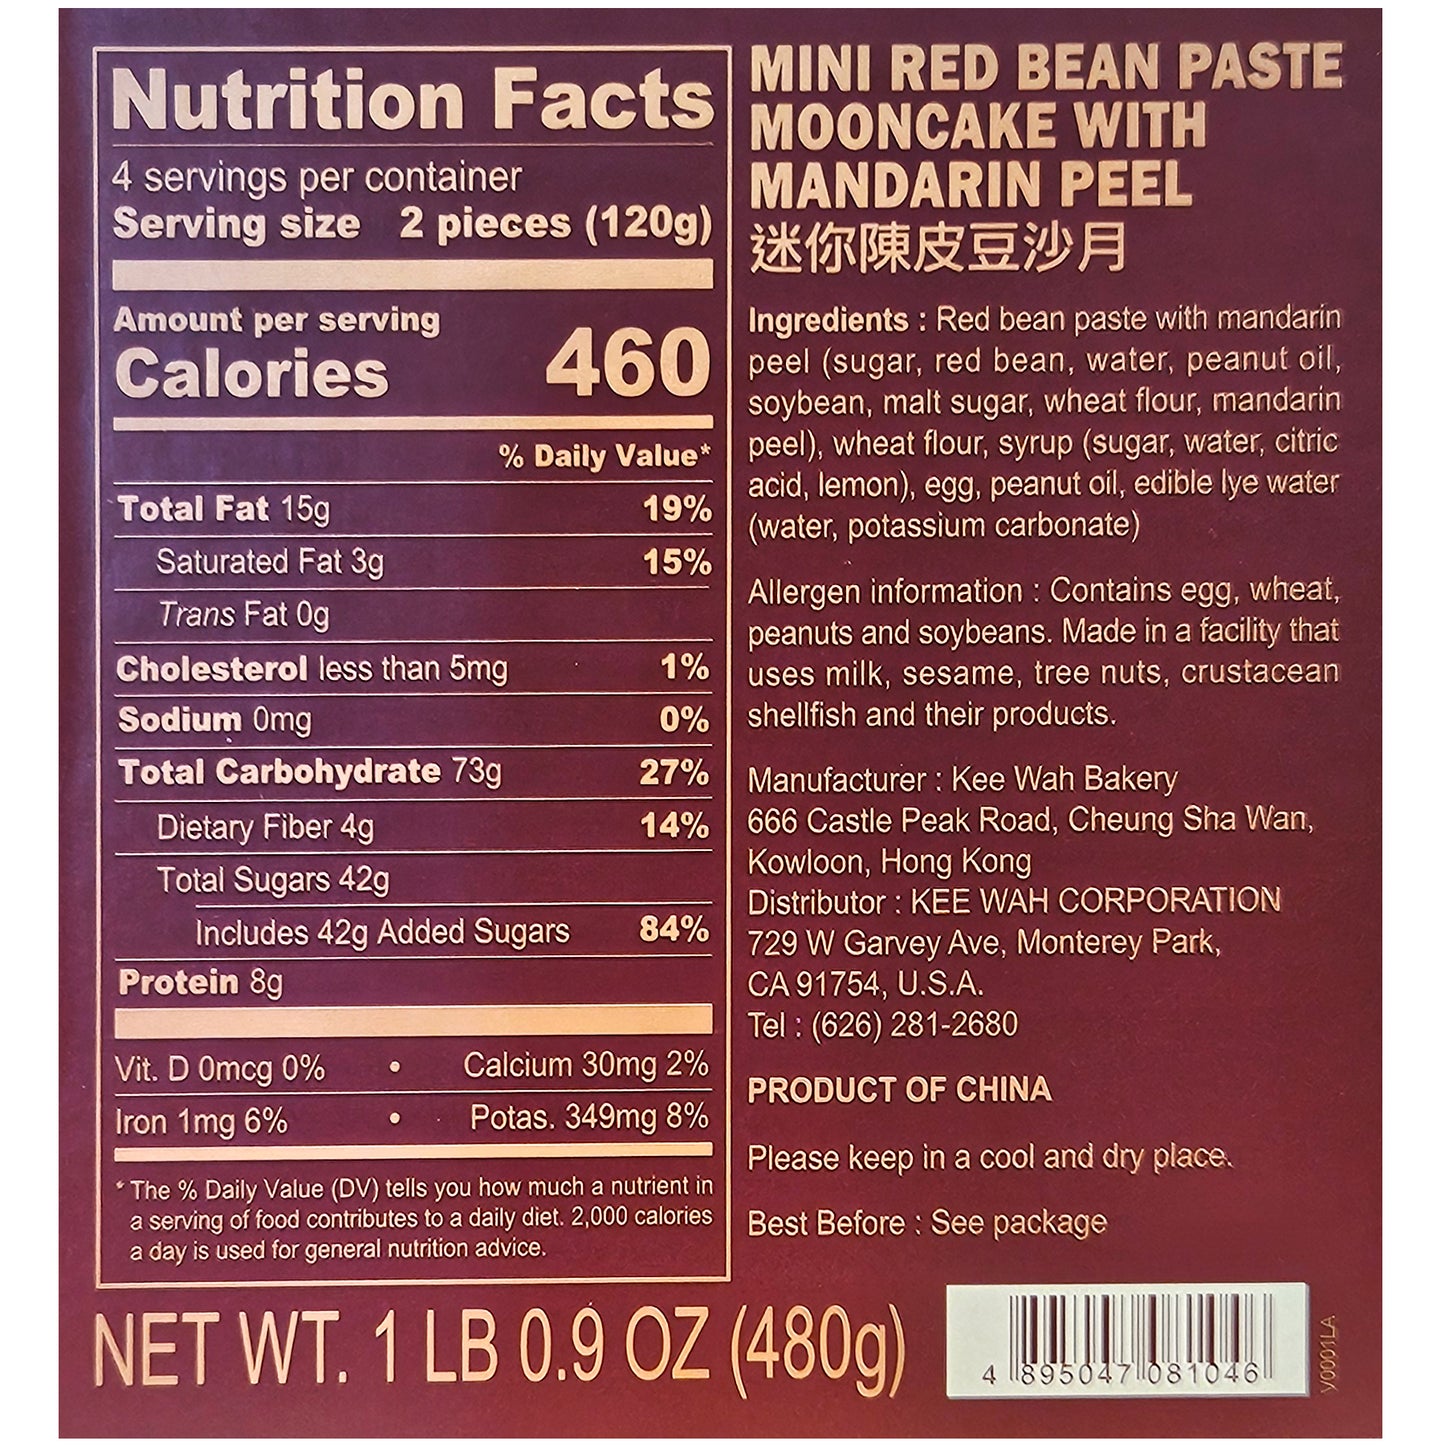 Nutrition Facts
4 servings per container
Serving size 2 pieces (120g)
Amount per serving
Calories 460
% Daily Value*
Total Fat 15g 19%
Saturated Fat 3g 15%
Trans Fat 0g
Cholesterol less than 5mg 1%
Sodium 0mg 0%
Total Carbohydrate 73g 27%
Dietary Fiber 4g 14%
Total Sugars 42g
Includes 42g Added Sugars 84%
Protein 8g
Vit. D 0mcg 0% • Calcium 30mg 2%
Iron 1mg 6% • Potas. 349mg 8%
* The % Daily Value (DV) tells you how much a nutrient in
a serving of food contributes to a daily diet. 2,000 calories
a day is used for general nutrition advice.
MINI RED BEAN PASTE
MOONCAKE WITH
MANDARIN PEEL
迷你陳皮豆沙月
Ingredients : Red bean paste with mandarin
peel (sugar, red bean, water, peanut oil,
soybean, malt sugar, wheat flour, mandarin
peel), wheat flour, syrup (sugar, water, citric
acid, lemon), egg, peanut oil, edible lye water
(water, potassium carbonate)
Allergen information : Contains egg, wheat,
peanuts and soybeans. Made in a facility that
uses milk, sesame, tree nuts, crustacean
shellfish and their products.
Manufacturer : Kee Wah Bakery
666 Castle Peak Road, Cheung Sha Wan,
Kowloon, Hong Kong
Distributor : KEE WAH CORPORATION
729 W Garvey Ave, Monterey Park,
CA 91754, U.S.A.
Tel : (626) 281-2680
PRODUCT OF CHINA
Please keep in a cool and dry place.
Best Before : See package
NET WT. 1 LB 0.9 OZ (480g)
4 895047 081046
V0001LA